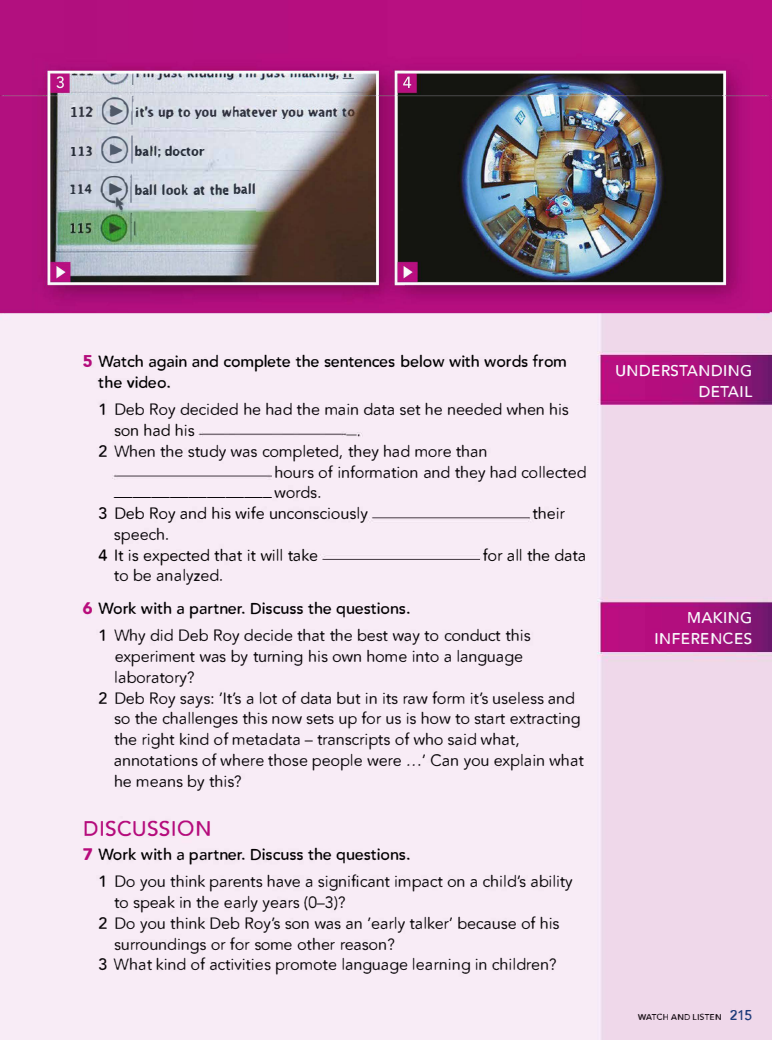 3
I'm just kidding I'm just making, it
112 it's up to you whatever you want to
113 ball; doctor
114 ball look at the ball
115
4
5 Watch again and complete the sentences below with words from
the video.
1 Deb Roy decided he had the main data set he needed when his
son had his ____________________.
2 When the study was completed, they had more than
____________________ hours of information and they had collected
____________________ words.
3 Deb Roy and his wife unconsciously ____________________ their
speech.
4 It is expected that it will take ____________________ for all the data
to be analyzed.
UNDERSTANDING
DETAIL
6 Work with a partner. Discuss the questions.
1 Why did Deb Roy decide that the best way to conduct this
experiment was by turning his own home into a language
laboratory?
2 Deb Roy says: ‘It’s a lot of data but in its raw form it’s useless and
so the challenges this now sets up for us is how to start extracting
the right kind of metadata – transcripts of who said what,
annotations of where those people were …’ Can you explain what
he means by this?
MAKING
INFERENCES
DISCUSSION
7 Work with a partner. Discuss the questions.
1 Do you think parents have a significant impact on a child’s ability
to speak in the early years (0–3)?
2 Do you think Deb Roy’s son was an ‘early talker’ because of his
surroundings or for some other reason?
3 What kind of activities promote language learning in children?
WATCH AND LISTEN 215